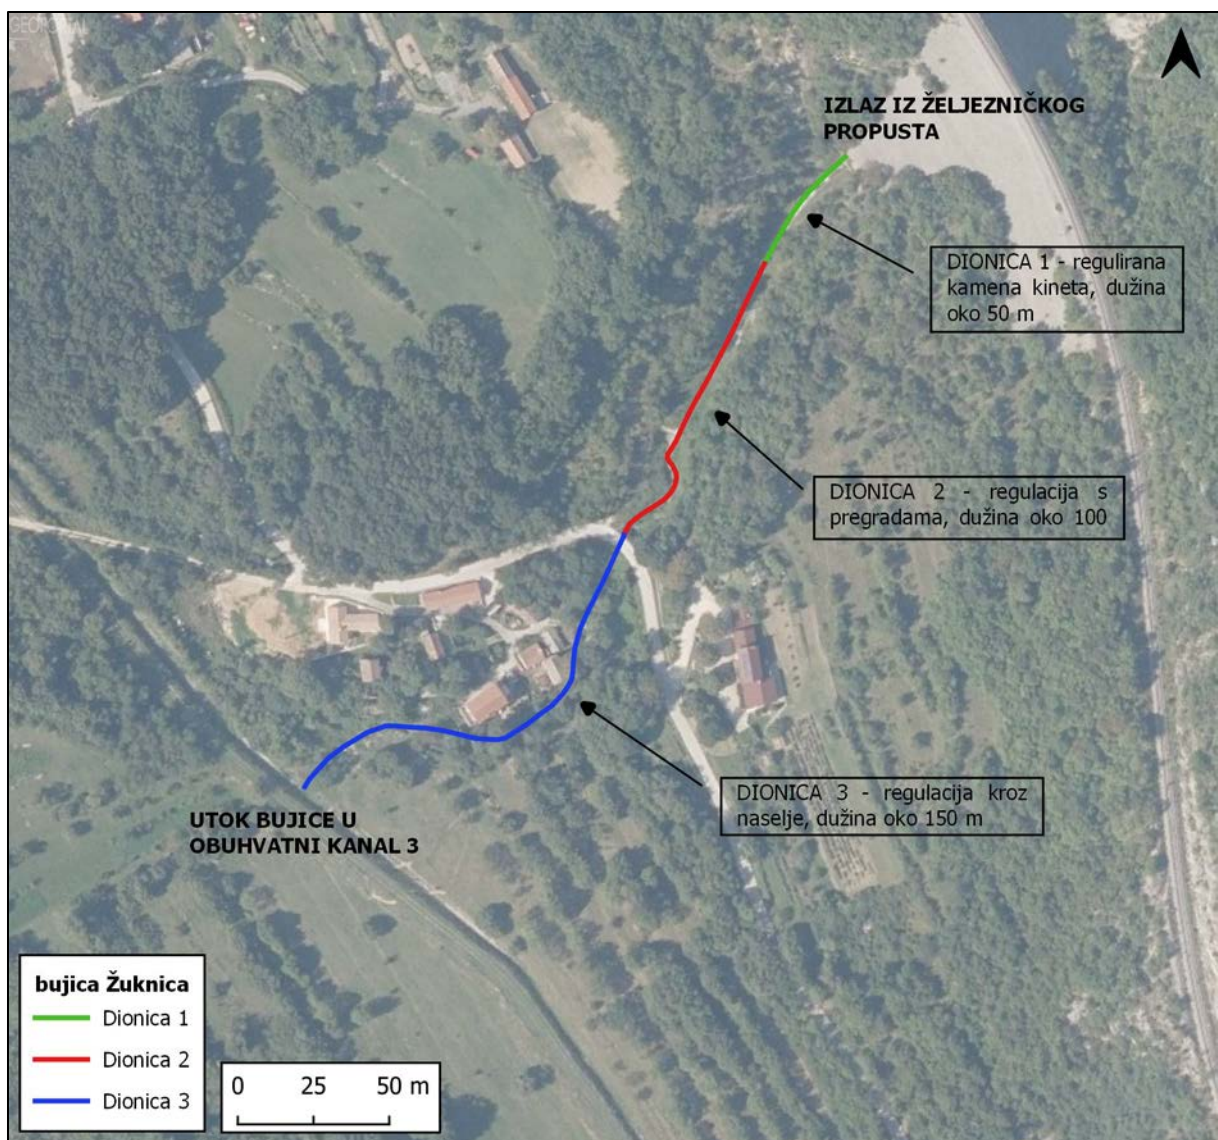 GEOPORTAL
IZLAZ IZ ŽELJEZNIČKOG
PROPUSTA
DIONICA 1 - regulirana
kamena kineta, dužina
oko 50 m
DIONICA 2 - regulacija s
pregradama, dužina oko 100
DIONICA 3 - regulacija kroz
naselje, dužina oko 150 m
UTOK BUJICE U
OBUHVATNI KANAL 3
bujica Žuknica
Dionica 1
Dionica 2
Dionica 3
0 25 50 m